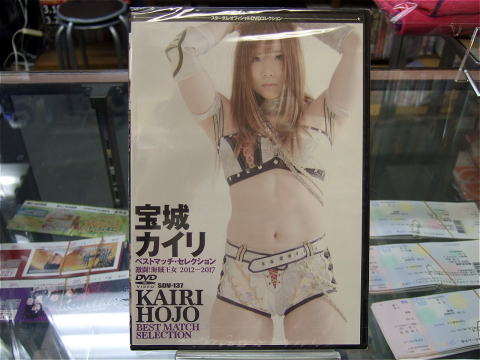 スターダムオフィシャルDVDコレクション
宝城
カイリ
ベストマッチ・セレクション
激闘!海賊王女 2012－2017
DVD
VIDEO
SDV-137
KAIRI
HOJO
BEST MATCH
SELECTION